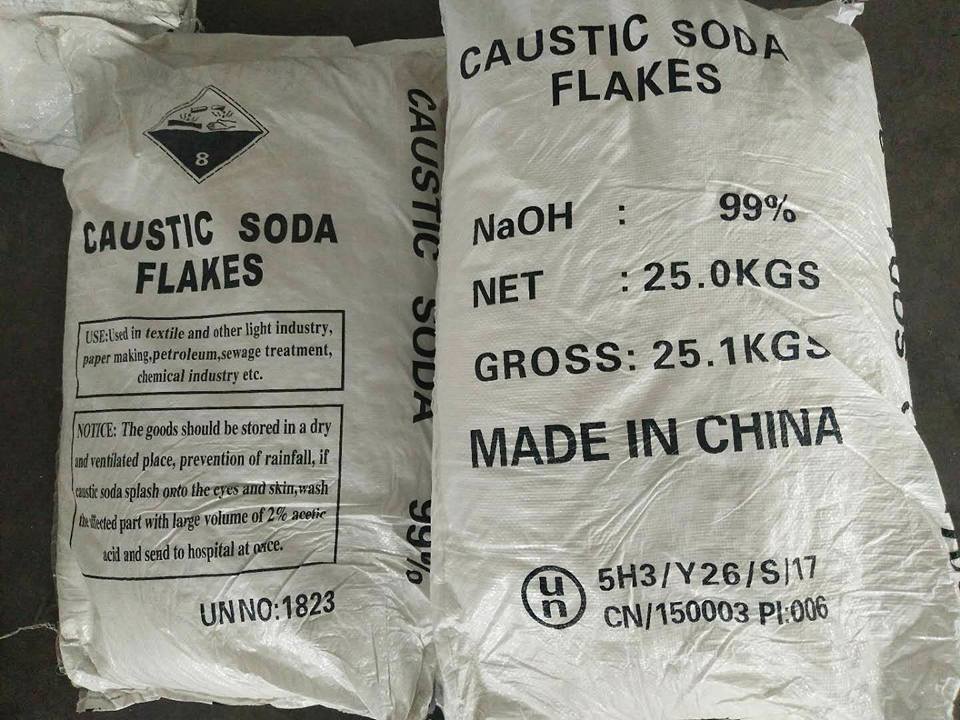 8
CAUSTIC SODA
FLAKES
USE:Used in textile and other light industry,
paper making,petroleum,sewage treatment,
chemical industry etc.
NOTICE: The goods should be stored in a dry
and ventilated place, prevention of rainfall, if
caustic soda splash onto the eyes and skin,wash
the effected part with large volume of 2% acetic
acid and send to hospital at once.
UN NO:1823
CAUSTIC SODA 99%
CAUSTIC SODA
FLAKES
NaOH : 99%
NET : 25.0KGS
GROSS: 25.1KGS
MADE IN CHINA
un
5H3/Y26/S/17
CN/150003 PI:006